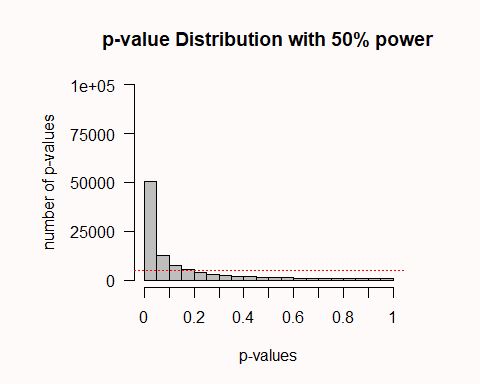 p-value Distribution with 50% power
number of p-values
1e+05
75000
50000
25000
0
0 0.2 0.4 0.6 0.8 1
p-values